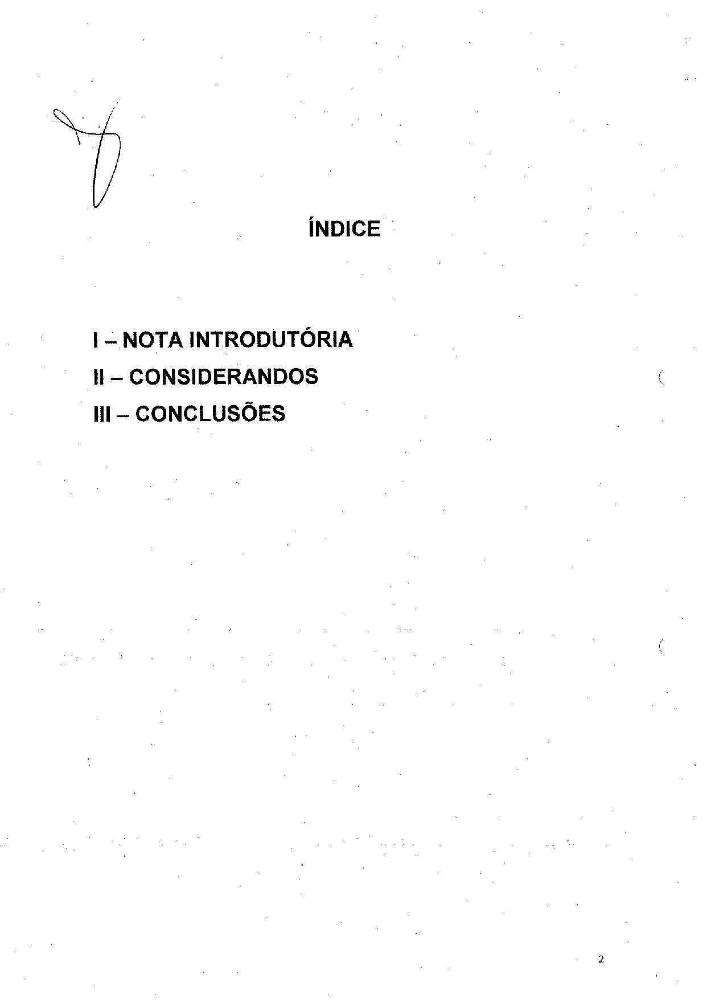 ÍNDICE
I – NOTA INTRODUTÓRIA
II – CONSIDERANDOS
III – CONCLUSÕES
2